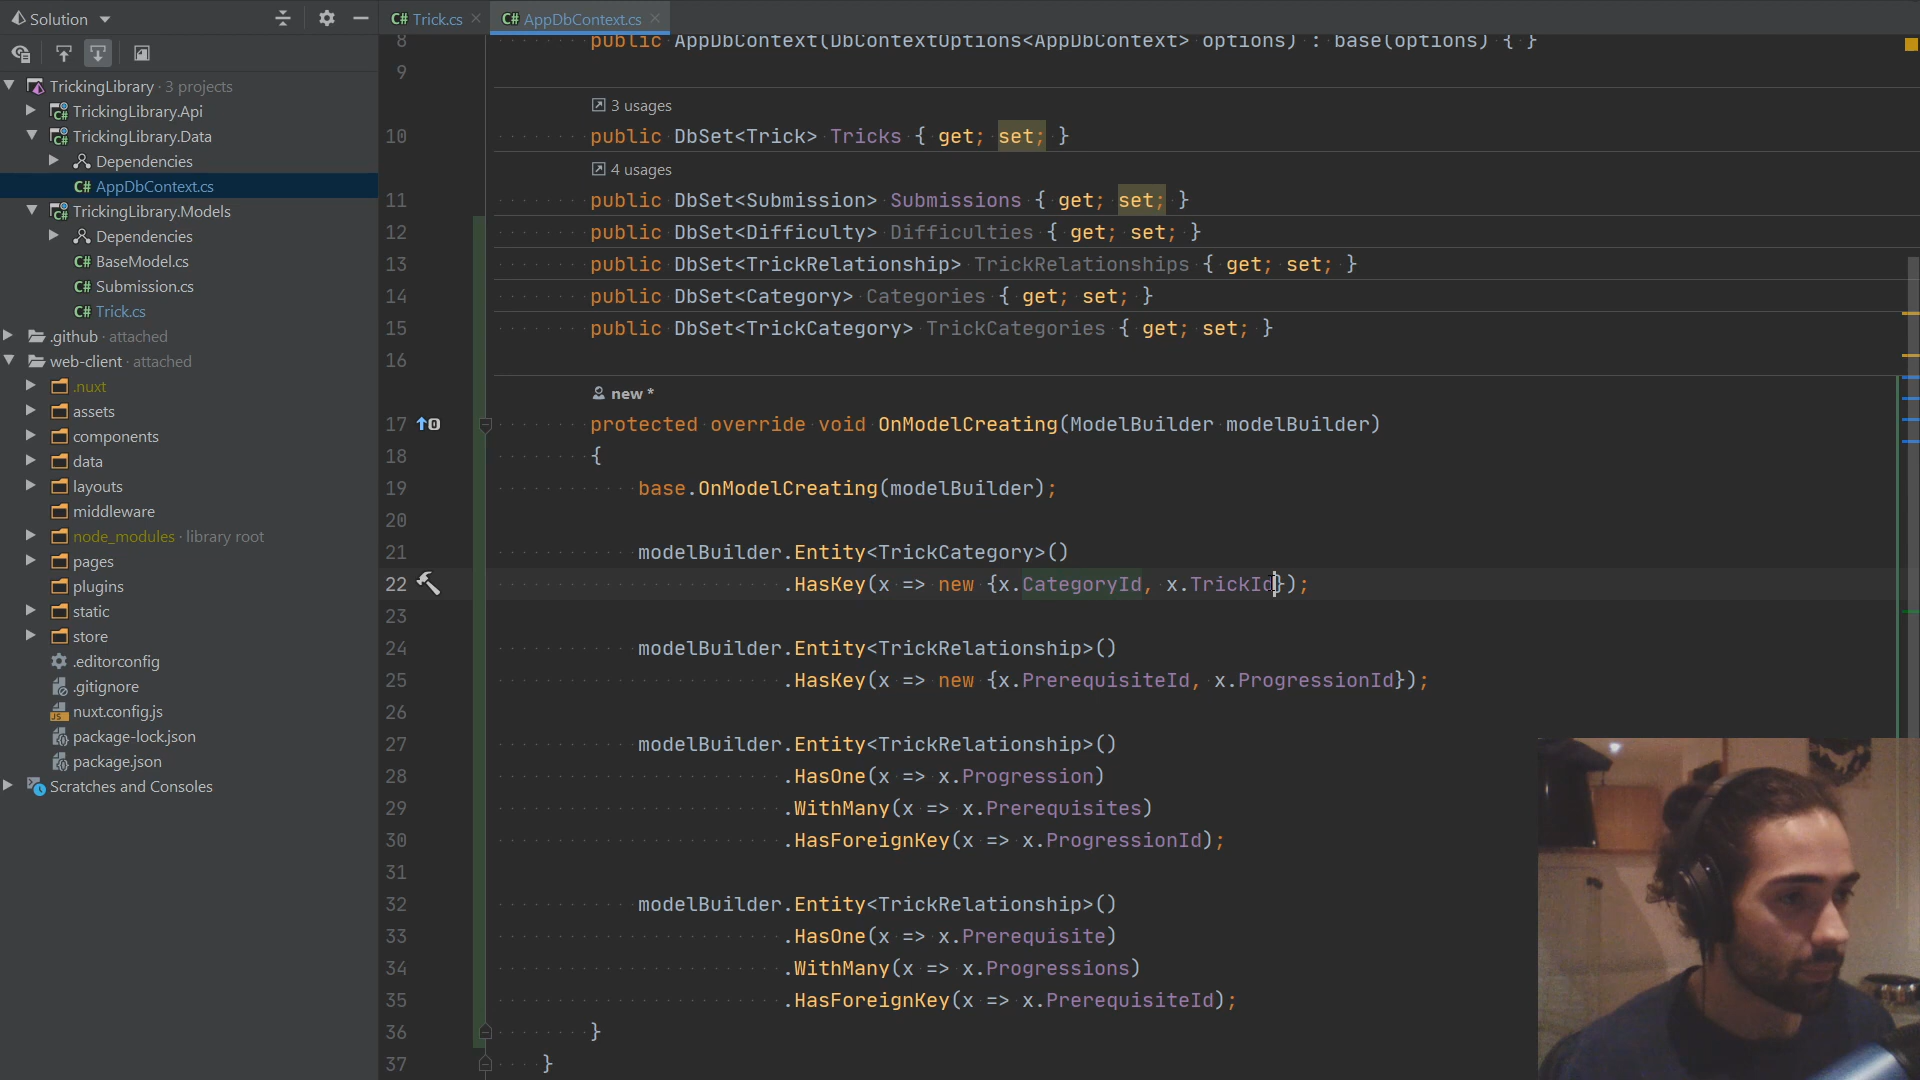 Solution
TrickingLibrary · 3 projects
TrickingLibrary.Api
TrickingLibrary.Data
Dependencies
C# AppDbContext.cs
TrickingLibrary.Models
Dependencies
C# BaseModel.cs
C# Submission.cs
C# Trick.cs
.github · attached
web-client · attached
.nuxt
assets
components
data
layouts
middleware
node_modules · library root
pages
plugins
static
store
.editorconfig
.gitignore
nuxt.config.js
package-lock.json
package.json
Scratches and Consoles
C# Trick.cs
C# AppDbContext.cs
8 public AppDbContext(DbContextOptions<AppDbContext> options) : base(options) { }
9
3 usages
10 public DbSet<Trick> Tricks { get; set; }
4 usages
11 public DbSet<Submission> Submissions { get; set; }
12 public DbSet<Difficulty> Difficulties { get; set; }
13 public DbSet<TrickRelationship> TrickRelationships { get; set; }
14 public DbSet<Category> Categories { get; set; }
15 public DbSet<TrickCategory> TrickCategories { get; set; }
16
new *
17 protected override void OnModelCreating(ModelBuilder modelBuilder)
18 {
19 base.OnModelCreating(modelBuilder);
20
21 modelBuilder.Entity<TrickCategory>()
22 .HasKey(x => new {x.CategoryId, x.TrickId});
23
24 modelBuilder.Entity<TrickRelationship>()
25 .HasKey(x => new {x.PrerequisiteId, x.ProgressionId});
26
27 modelBuilder.Entity<TrickRelationship>()
28 .HasOne(x => x.Progression)
29 .WithMany(x => x.Prerequisites)
30 .HasForeignKey(x => x.ProgressionId);
31
32 modelBuilder.Entity<TrickRelationship>()
33 .HasOne(x => x.Prerequisite)
34 .WithMany(x => x.Progressions)
35 .HasForeignKey(x => x.PrerequisiteId);
36 }
37 }